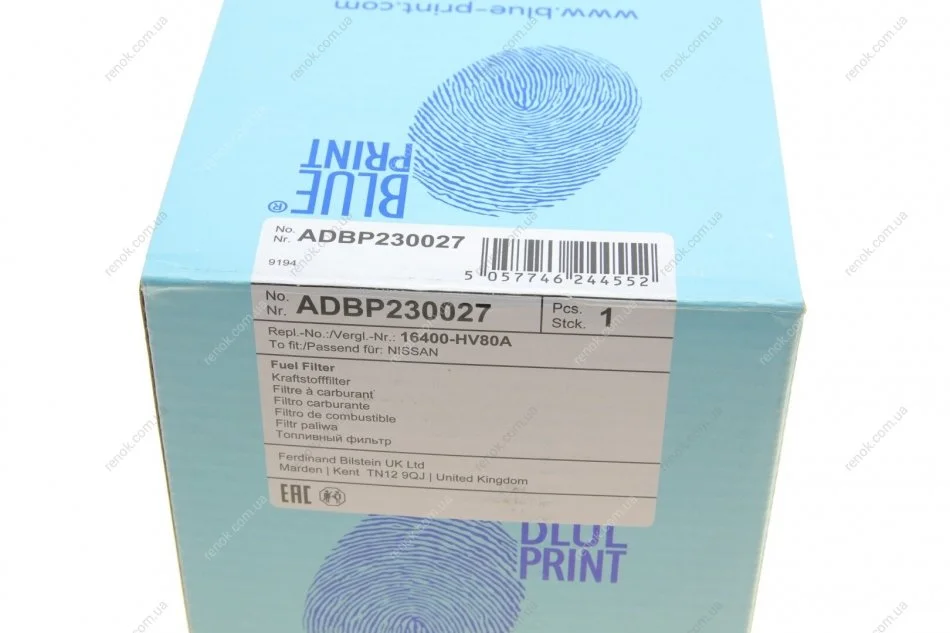 www.blue-print.com
BLUE
PRINT
®
No.
Nr. ADBP230027
9194
5 057746 244552
No.
Nr. ADBP230027
Pcs.
Stck. 1
Repl.-No.:/Vergl.-Nr.: 16400-HV80A
To fit:/Passend für: NISSAN
Fuel Filter
Kraftstofffilter
Filtre à carburant
Filtro carburante
Filtro de combustible
Filtr paliwa
Топливный фильтр
Ferdinand Bilstein UK Ltd
Marden | Kent TN12 9QJ | United Kingdom
EAC
BLUE
PRINT
renok.com.ua